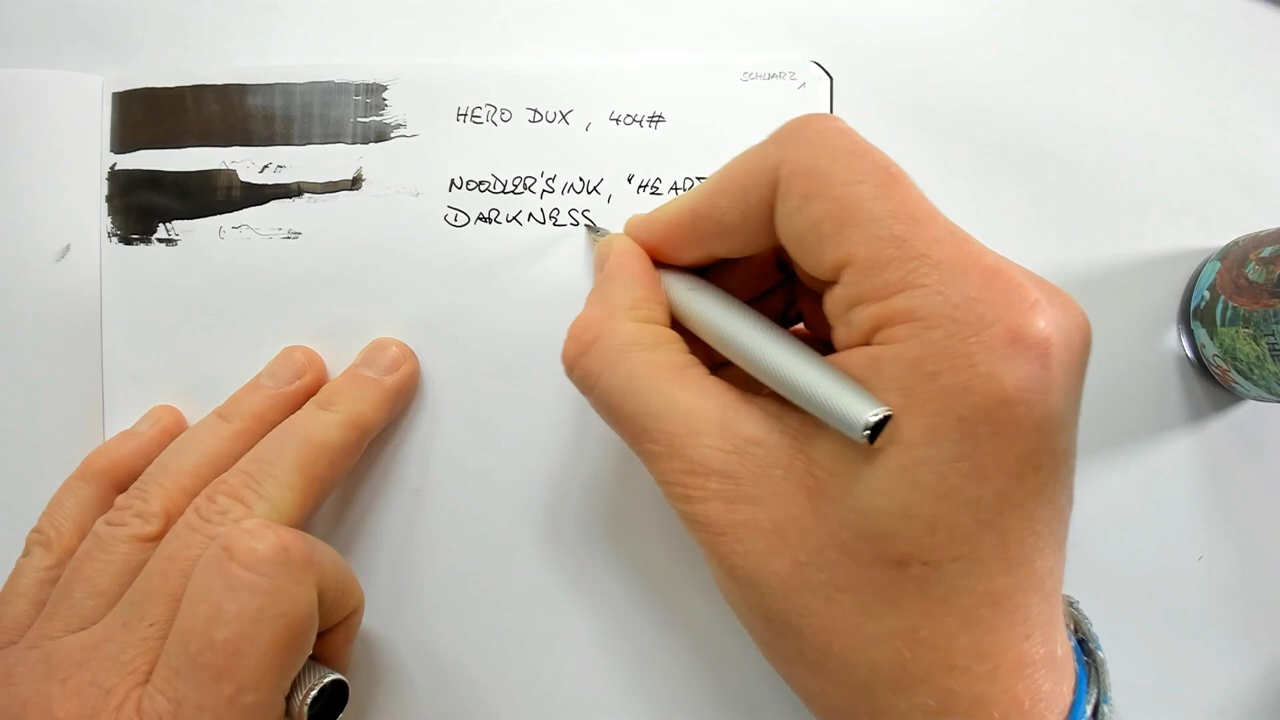 SCHWARZ
HERO DUX, 404#
NOODLER'S INK, "HEART
DARKNESS